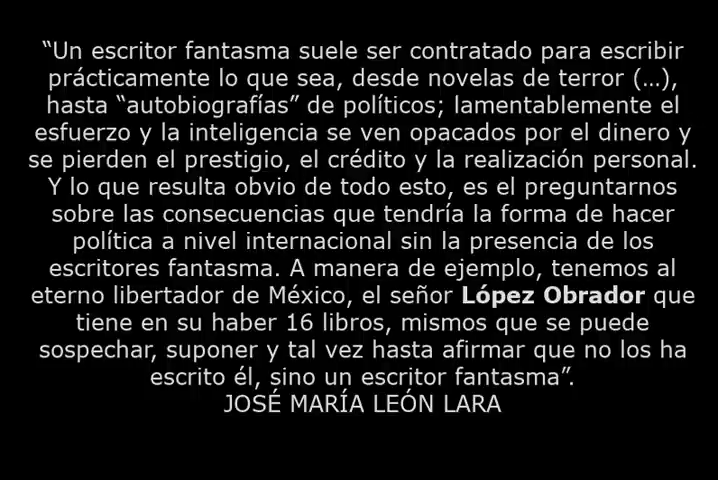 “Un escritor fantasma suele ser contratado para escribir
prácticamente lo que sea, desde novelas de terror (…),
hasta “autobiografías” de políticos; lamentablemente el
esfuerzo y la inteligencia se ven opacados por el dinero y
se pierden el prestigio, el crédito y la realización personal.
Y lo que resulta obvio de todo esto, es el preguntarnos
sobre las consecuencias que tendría la forma de hacer
política a nivel internacional sin la presencia de los
escritores fantasma. A manera de ejemplo, tenemos al
eterno libertador de México, el señor López Obrador que
tiene en su haber 16 libros, mismos que se puede
sospechar, suponer y tal vez hasta afirmar que no los ha
escrito él, sino un escritor fantasma”.
JOSÉ MARÍA LEÓN LARA